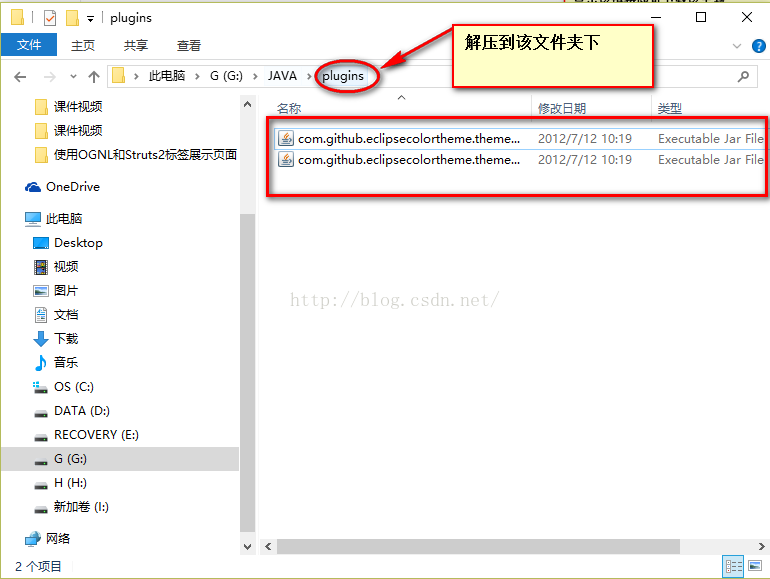 plugins
文件 主页 共享 查看
解压到该文件夹下
此电脑 G (G:) JAVA plugins
名称 修改日期 类型
com.github.eclipsecolortheme.theme... 2012/7/12 10:19 Executable Jar File
com.github.eclipsecolortheme.theme... 2012/7/12 10:19 Executable Jar File
课件视频
课件视频
使用OGNL和Struts2标签展示页面
OneDrive
此电脑
Desktop
视频
图片
文档
下载
音乐
OS (C:)
DATA (D:)
RECOVERY (E:)
G (G:)
H (H:)
新加卷 (I:)
网络
http://blog.csdn.net/
2 个项目